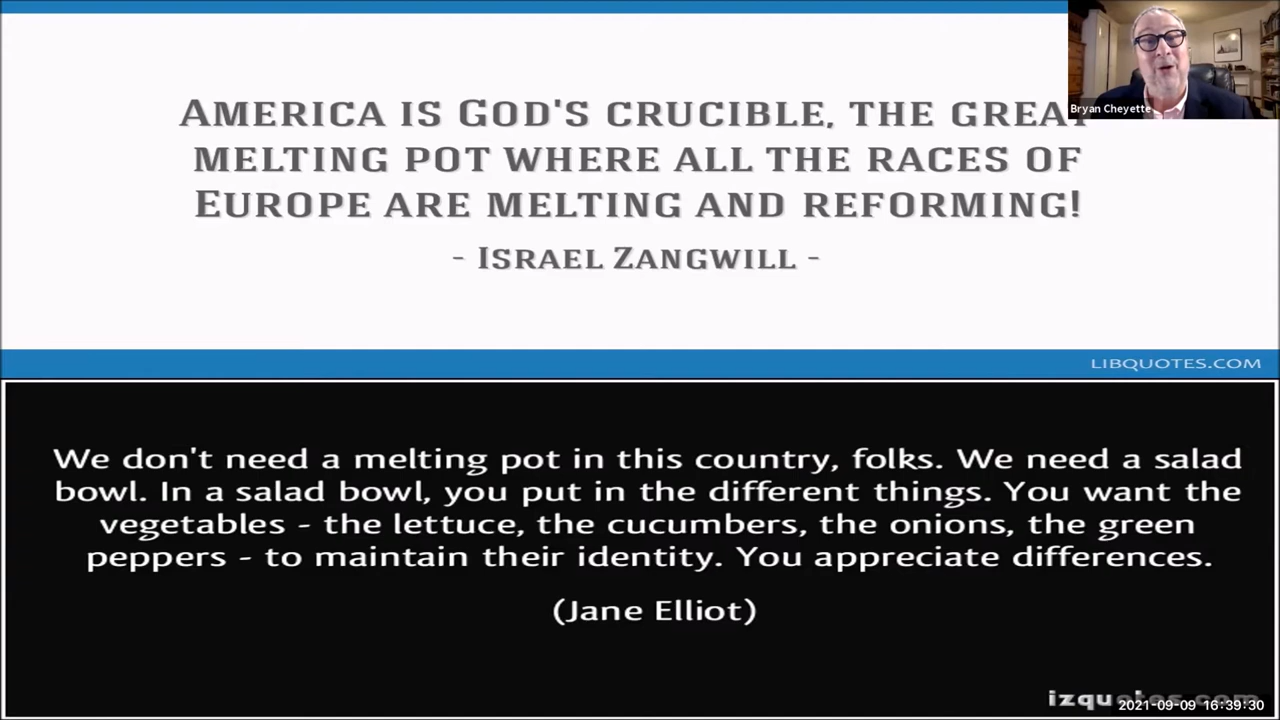 AMERICA IS GOD'S CRUCIBLE, THE GREAT
MELTING POT WHERE ALL THE RACES OF
EUROPE ARE MELTING AND REFORMING!
- ISRAEL ZANGWILL -
Bryan Cheyette
LIBQUOTES.COM
We don't need a melting pot in this country, folks. We need a salad
bowl. In a salad bowl, you put in the different things. You want the
vegetables - the lettuce, the cucumbers, the onions, the green
peppers - to maintain their identity. You appreciate differences.
(Jane Elliot)
izquotes.com
2021-09-09 16:39:30